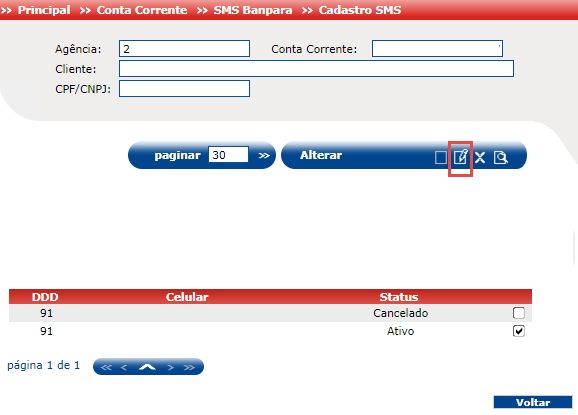 >> Principal >> Conta Corrente >> SMS Banpara >> Cadastro SMS
Agência: 2 Conta Corrente:
Cliente:
CPF/CNPJ:
paginar 30 >> Alterar
DDD Celular Status
91 Cancelado
91 Ativo
página 1 de 1 << < > >>
Voltar